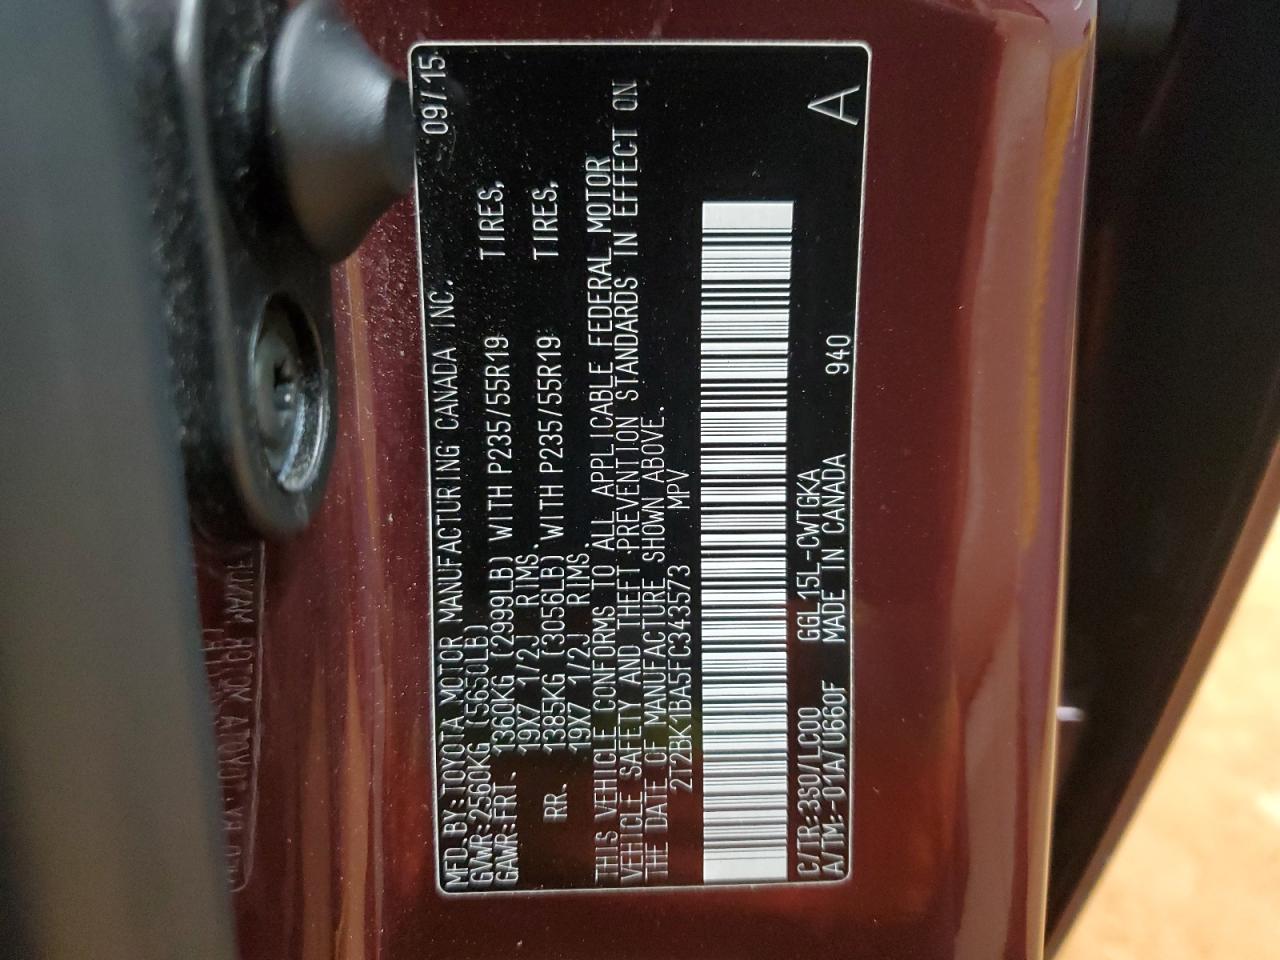 MFD.BY:TOYOTA MOTOR MANUFACTURING CANADA INC. 09/15
GVWR:2560KG (5650LB)
GAWR:FRT. 1360KG (2999LB) WITH P235/55R19 TIRES,
19X7 1/2J RIMS.
RR. 1385KG (3056LB) WITH P235/55R19 TIRES,
19X7 1/2J RIMS.
THIS VEHICLE CONFORMS TO ALL APPLICABLE FEDERAL MOTOR
VEHICLE SAFETY AND THEFT PREVENTION STANDARDS IN EFFECT ON
THE DATE OF MANUFACTURE SHOWN ABOVE.
2T2BK1BA5FC343573 MPV
C/TR:3S0/LC00 GGL15L-CWTGKA
A/TM:-01A/U660F MADE IN CANADA 940 A